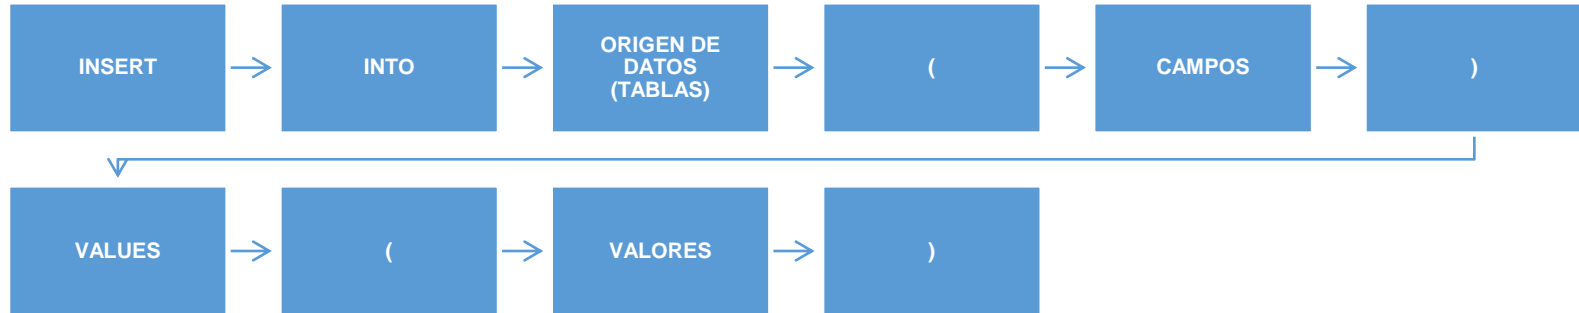 INSERT
INTO
ORIGEN DE
DATOS
(TABLAS)
(
CAMPOS
)
VALUES
(
VALORES
)